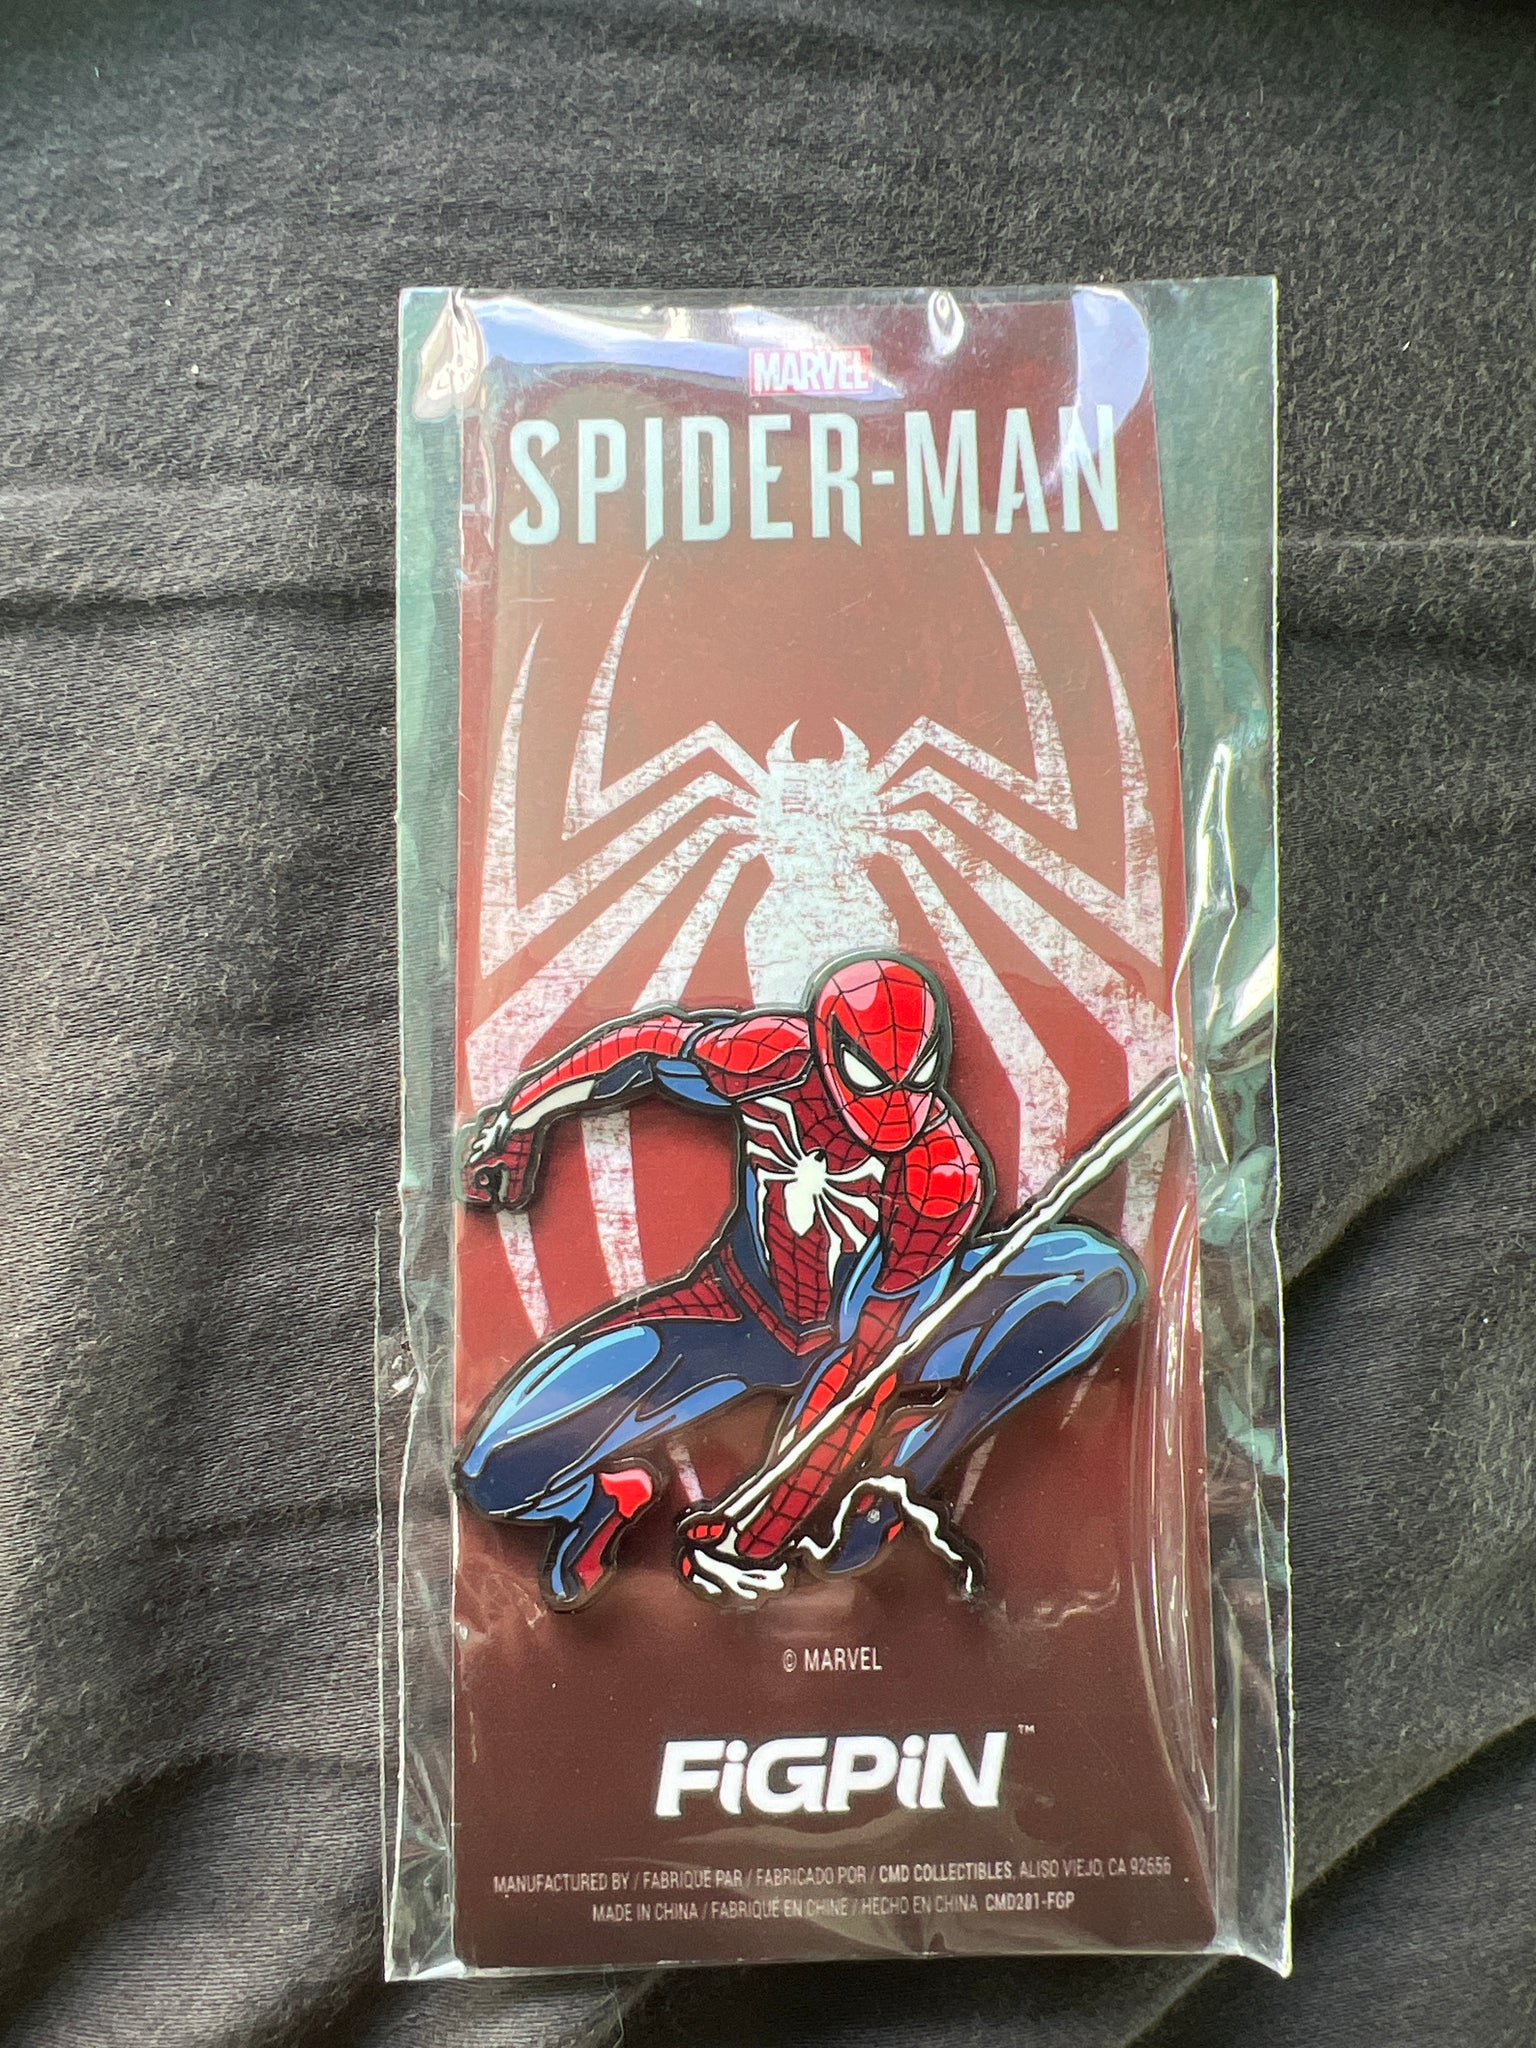 MARVEL
SPIDER-MAN
© MARVEL
FiGPiN™
MANUFACTURED BY / FABRIQUÉ PAR / FABRICADO POR / CMD COLLECTIBLES, ALISO VIEJO, CA 92656
MADE IN CHINA / FABRIQUÉ EN CHINE / HECHO EN CHINA CMD281-FGP